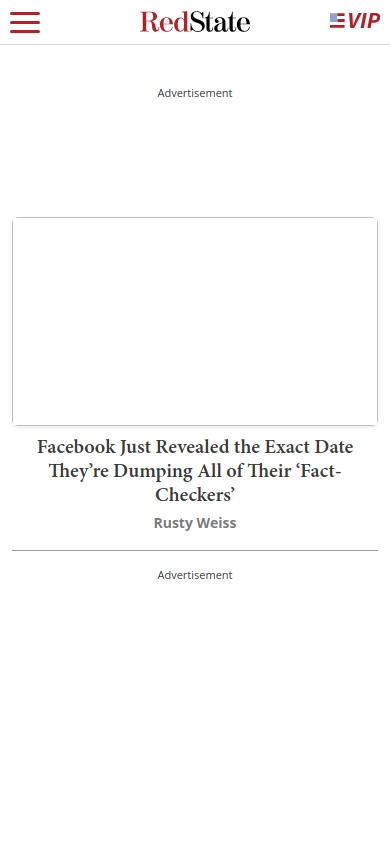 RedState
VIP
Advertisement
Facebook Just Revealed the Exact Date
They’re Dumping All of Their ‘Fact-
Checkers’
Rusty Weiss
Advertisement